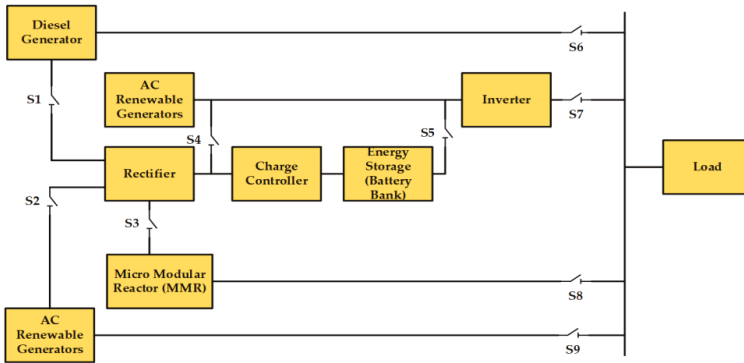 Diesel
Generator
S6
S1
AC
Renewable
Generators
Inverter
S7
S4
S5
Rectifier
Charge
Controller
Energy
Storage
(Battery
Bank)
Load
S2
S3
Micro Modular
Reactor (MMR)
S8
AC
Renewable
Generators
S9